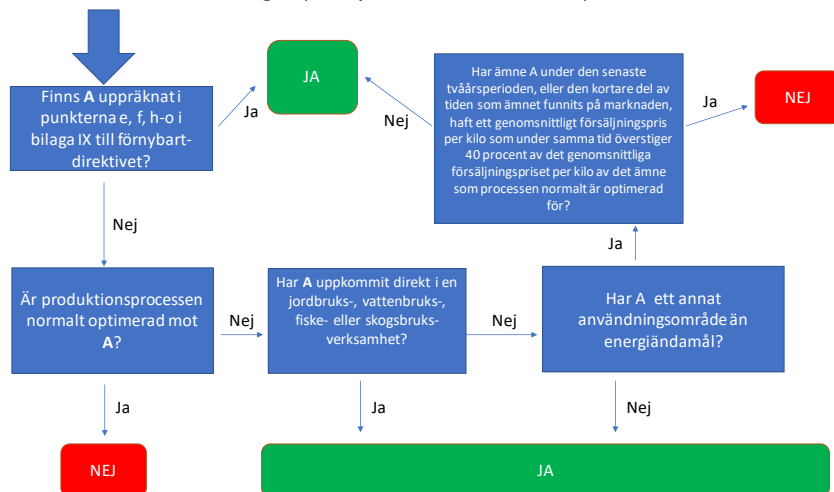 Finns A uppräknat i
punkterna e, f, h-o i
bilaga IX till förnybart-
direktivet?
Ja
JA
Nej
Har ämne A under den senaste
tvåårsperioden, eller den kortare del av
tiden som ämnet funnits på marknaden,
haft ett genomsnittligt försäljningspris
per kilo som under samma tid överstiger
40 procent av det genomsnittliga
försäljningspriset per kilo av det ämne
som processen normalt är optimerad
för?
Ja
NEJ
Nej
Ja
Är produktionsprocessen
normalt optimerad mot
A?
Nej
Har A uppkommit direkt i en
jordbruks-, vattenbruks-,
fiske- eller skogsbruks-
verksamhet?
Nej
Har A ett annat
användningsområde än
energiändamål?
Ja
Ja
Nej
NEJ
JA